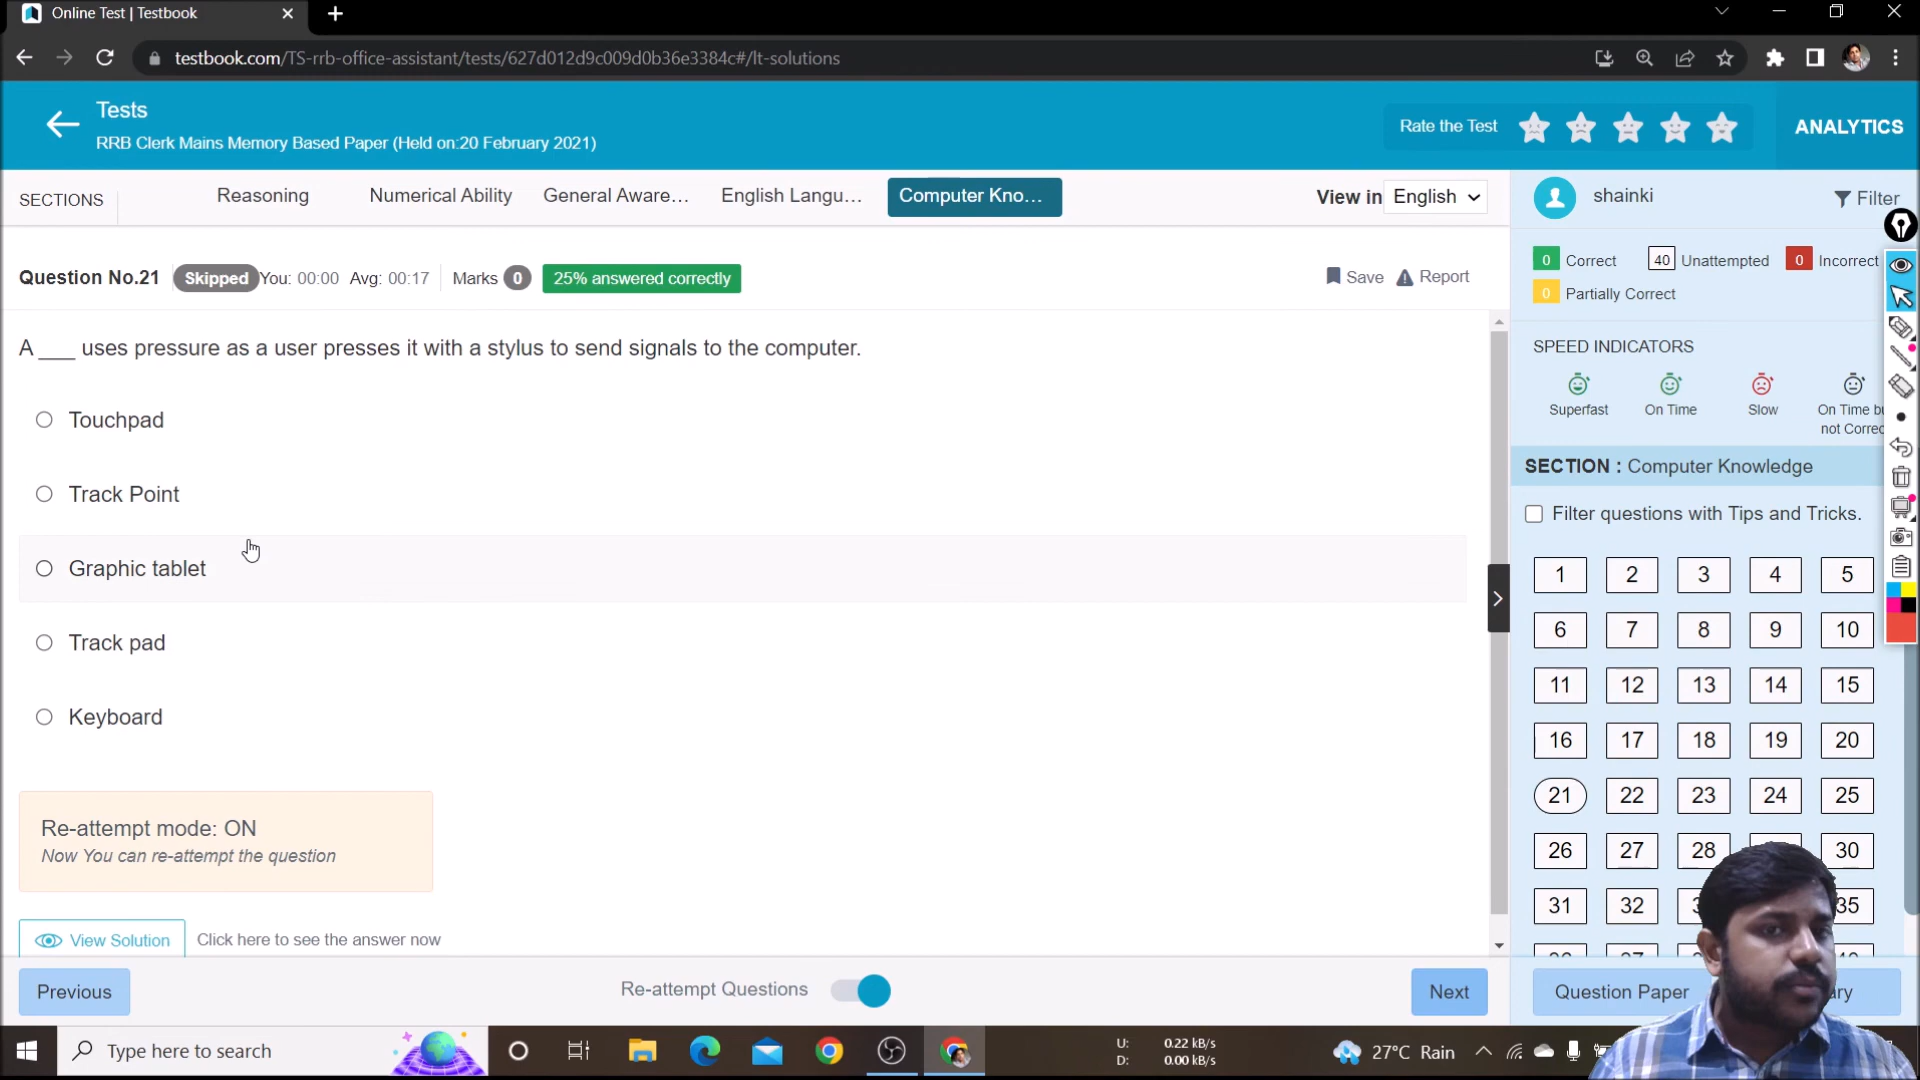 Online Test | Testbook
testbook.com/TS-rrb-office-assistant/tests/627d012d9c009d0b36e3384c#/lt-solutions
Tests
RRB Clerk Mains Memory Based Paper (Held on:20 February 2021)
Rate the Test
ANALYTICS
SECTIONS
Reasoning
Numerical Ability
General Aware...
English Langu...
Computer Kno...
View in English
shainki
Filter
Question No.21 Skipped You: 00:00 Avg: 00:17 Marks 0 25% answered correctly
Save Report
0 Correct 40 Unattempted 0 Incorrect
0 Partially Correct
A ___ uses pressure as a user presses it with a stylus to send signals to the computer.
Touchpad
Track Point
Graphic tablet
Track pad
Keyboard
SPEED INDICATORS
Superfast On Time Slow On Time
not
SECTION : Computer Knowledge
Filter questions with Tips and Tricks.
1 2 3 4 5
6 7 8 9 10
11 12 13 14 15
16 17 18 19 20
21 22 23 24 25
26 27 28 30
31 32 35
Re-attempt mode: ON
Now You can re-attempt the question
View Solution Click here to see the answer now
Previous
Re-attempt Questions
Next
Question Paper
Type here to search
U: 0.22 kB/s
D: 0.00 kB/s
27°C Rain